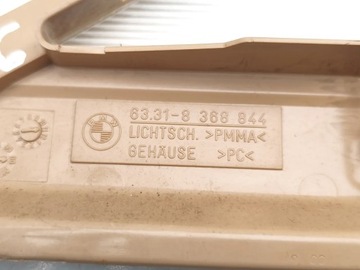 63.31-8 368 844
LICHTSCH. >PMMA<
GEHÄUSE >PC<